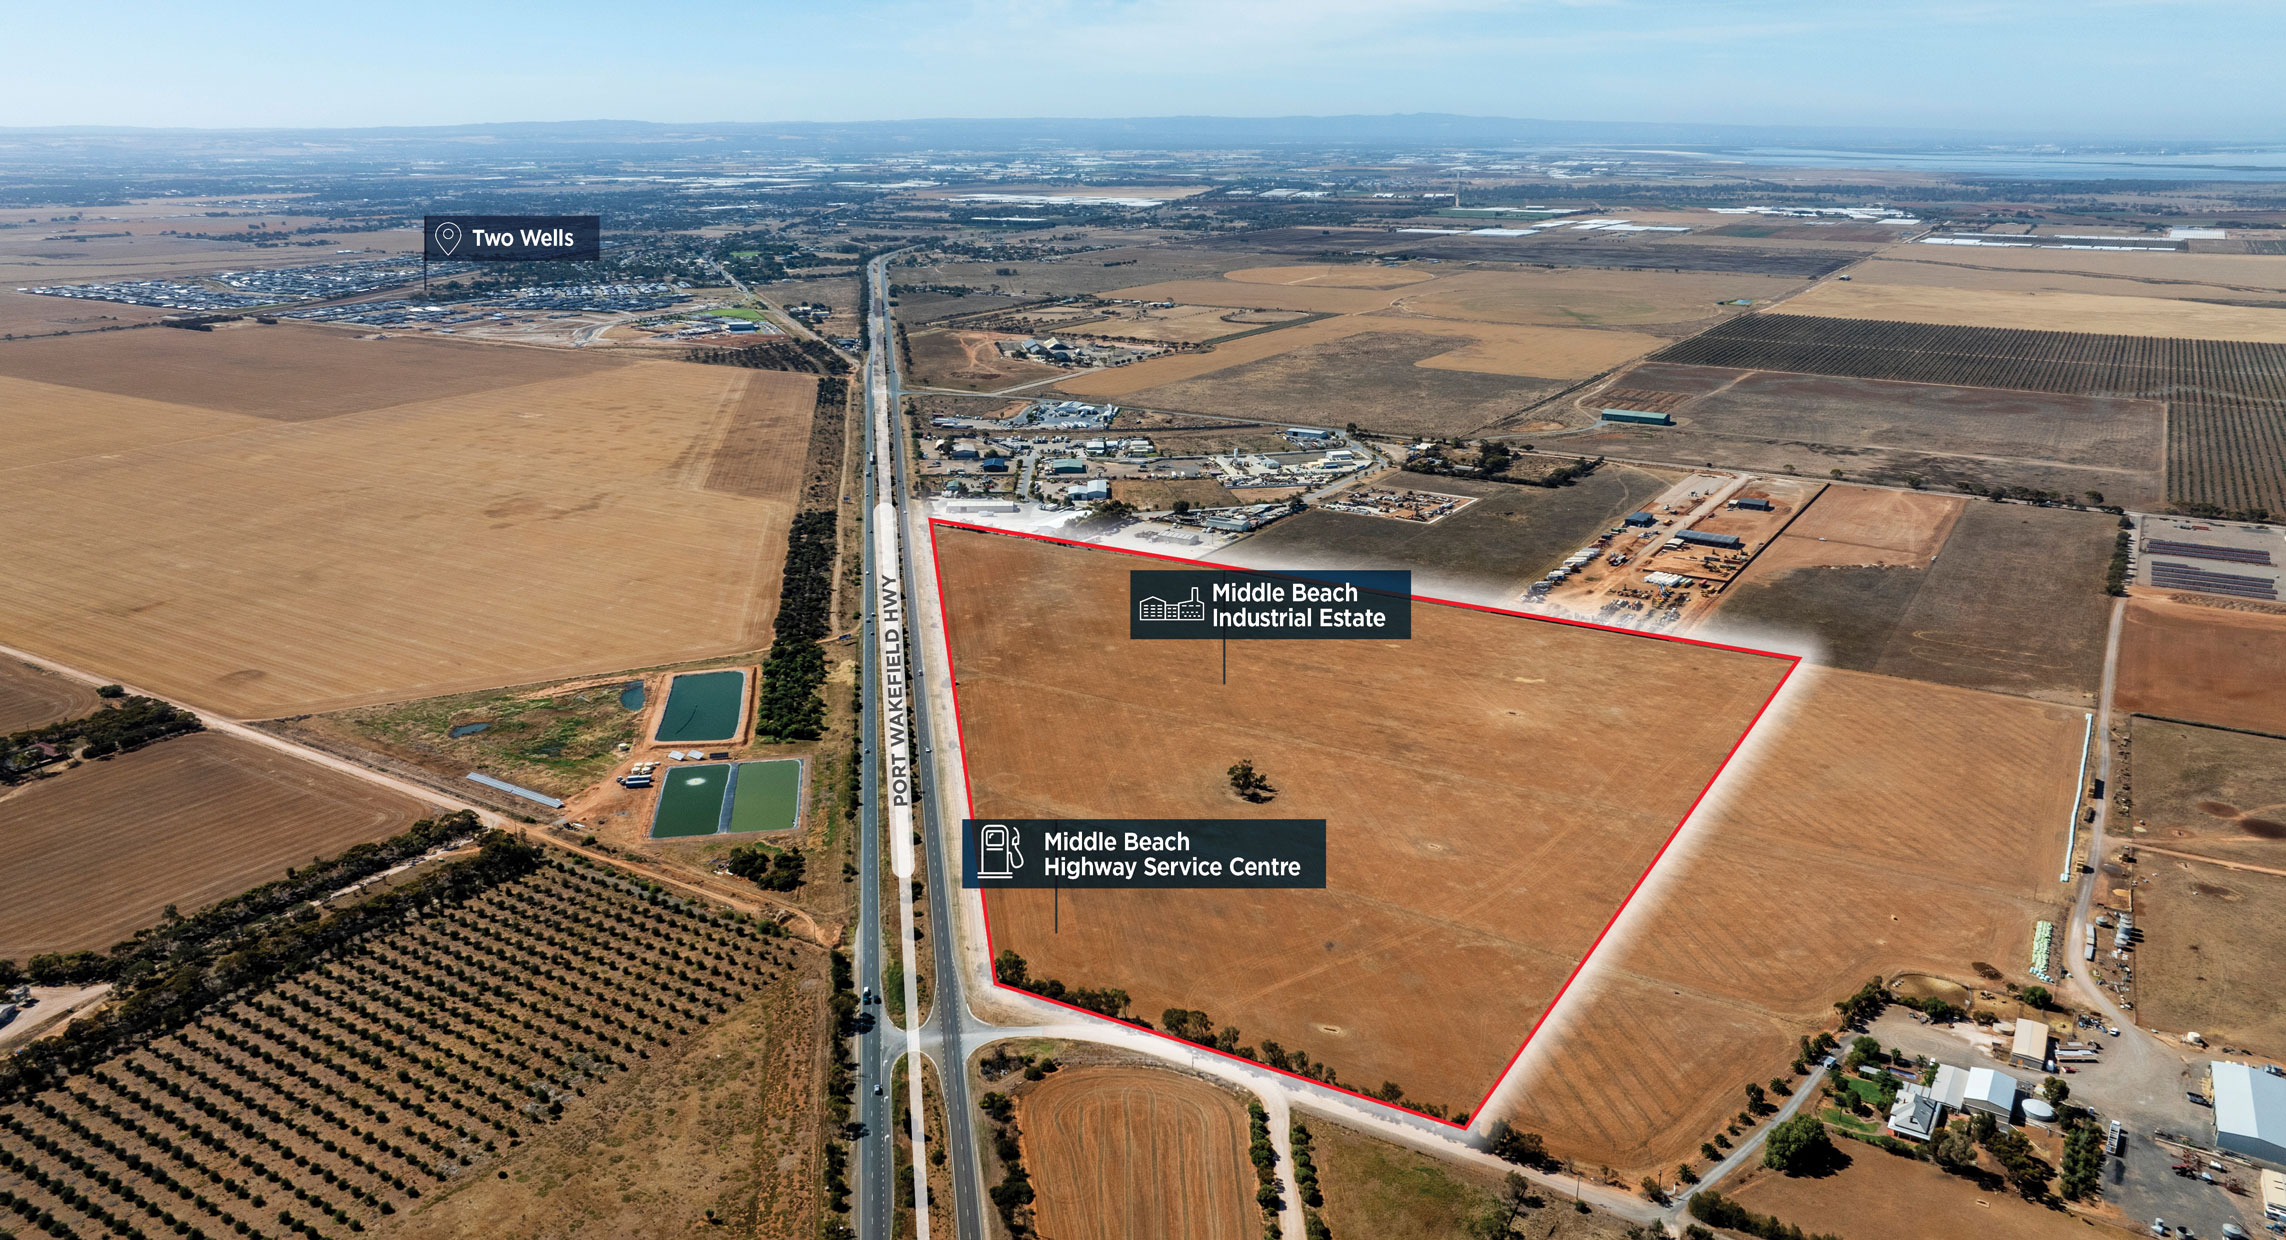 Two Wells
Middle Beach
Industrial Estate
PORT WAKEFIELD HWY
Middle Beach
Highway Service Centre